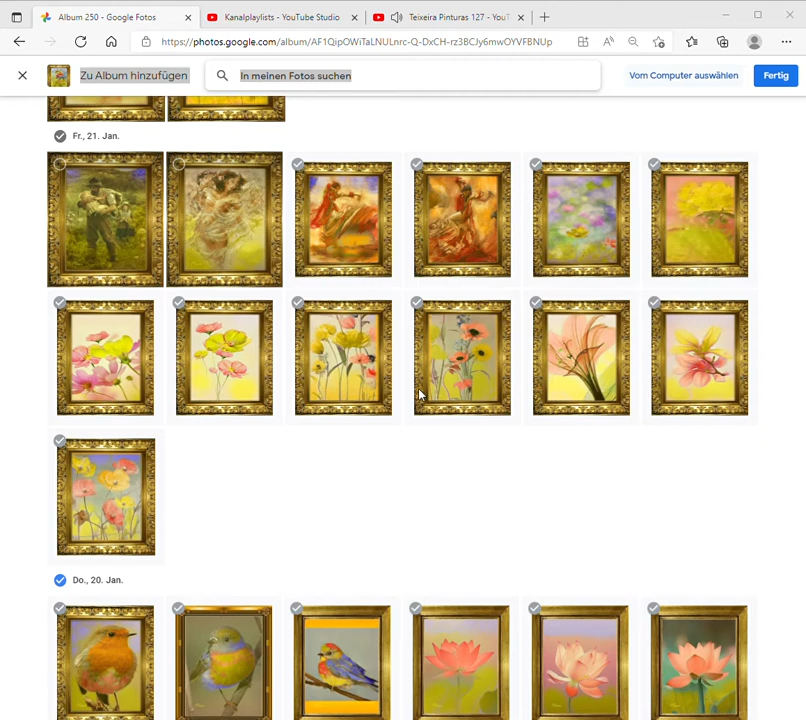 Album 250 - Google Fotos
Kanalplaylists - YouTube Studio
Teixeira Pinturas 127 - YouT
https://photos.google.com/album/AF1QipOWiTaLNULnrc-Q-DxCH-rz3BCJy6mwOYVFBNUp
Zu Album hinzufügen
In meinen Fotos suchen
Vom Computer auswählen
Fertig
Fr., 21. Jan.
Do., 20. Jan.